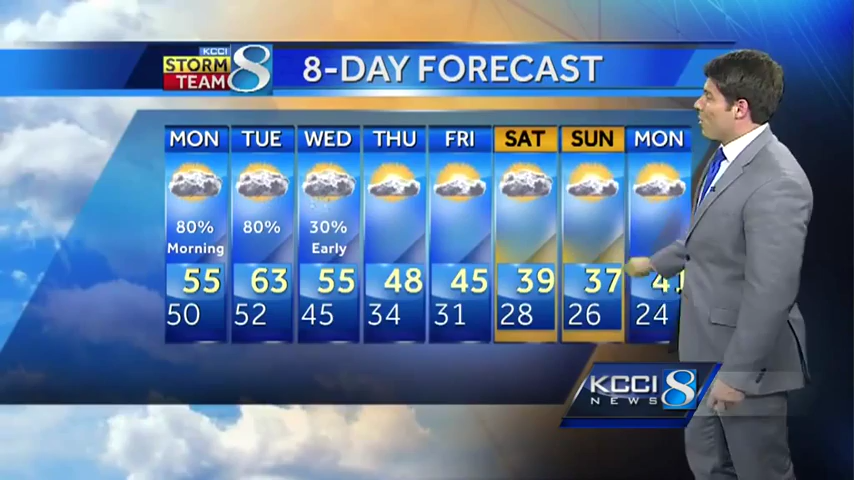 KCCI
STORM
TEAM 8
8-DAY FORECAST
MON TUE WED THU FRI SAT SUN MON
80% 80% 30%
Morning Early
55 63 55 48 45 39 37
50 52 45 34 31 28 26 24
KCCI 8
NEWS